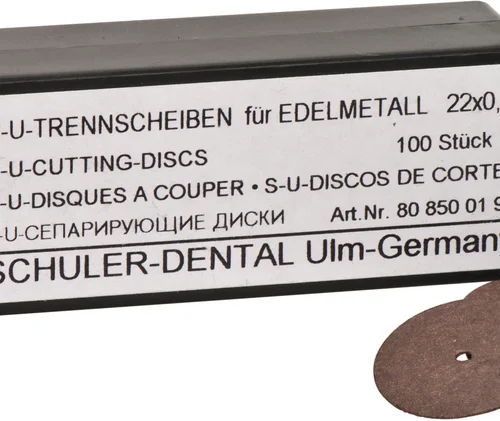 -U-TRENNSCHEIBEN für EDELMETALL 22x0,
-U-CUTTING-DISCS 100 Stück
-U-DISQUES A COUPER • S-U-DISCOS DE CORTE
-U-СЕПАРИРУЮЩИЕ ДИСКИ Art.Nr. 80 850 01 9
SCHULER-DENTAL Ulm-German